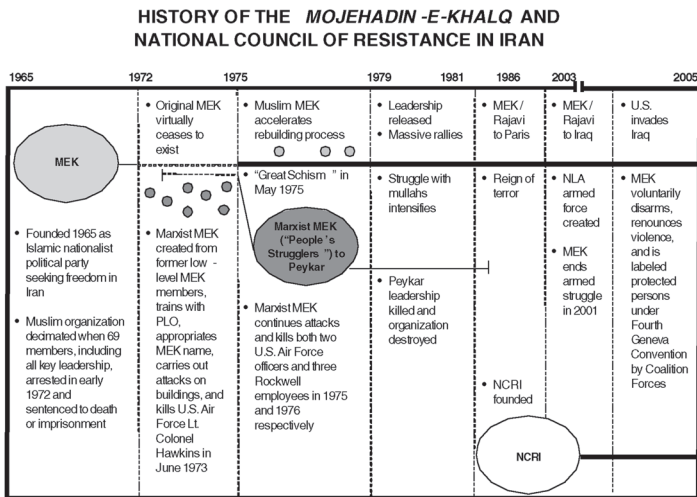 HISTORY OF THE MOJEHADIN -E-KHALQ AND
NATIONAL COUNCIL OF RESISTANCE IN IRAN
1965
1972
1975
1979
1981
1986
2003
2005
MEK
• Founded 1965 as
Islamic nationalist
political party
seeking freedom in
Iran
• Muslim organization
decimated when 69
members, including
all key leadership,
arrested in early
1972 and
sentenced to death
or imprisonment
• Original MEK
virtually
ceases to
exist
• Marxist MEK
created from
former low -
level MEK
members,
trains with
PLO,
appropriates
MEK name,
carries out
attacks on
buildings, and
kills U.S. Air
Force Lt.
Colonel
Hawkins in
June 1973
• Muslim MEK
accelerates
rebuilding process
• “Great Schism ” in
May 1975
Marxist MEK
(“People’s
Strugglers ”) to
Peykar
• Marxist MEK
continues attacks
and kills both two
U.S. Air Force
officers and three
Rockwell
employees in 1975
and 1976
respectively
• Leadership
released
• Massive rallies
• Struggle with
mullahs
intensifies
• Peykar
leadership
killed and
organization
destroyed
• MEK /
Rajavi
to Paris
• Reign of
terror
• NCRI
founded
NCRI
• MEK /
Rajavi
to Iraq
• NLA
armed
force
created
• MEK
ends
armed
struggle
in 2001
• U.S.
invades
Iraq
• MEK
voluntarily
disarms,
renounces
violence,
and is
labeled
protected
persons
under
Fourth
Geneva
Convention
by Coalition
Forces